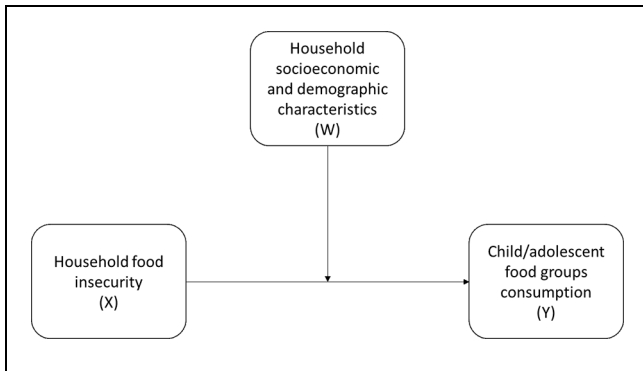 Household
socioeconomic
and demographic
characteristics
(W)
Household food
insecurity
(X)
Child/adolescent
food groups
consumption
(Y)